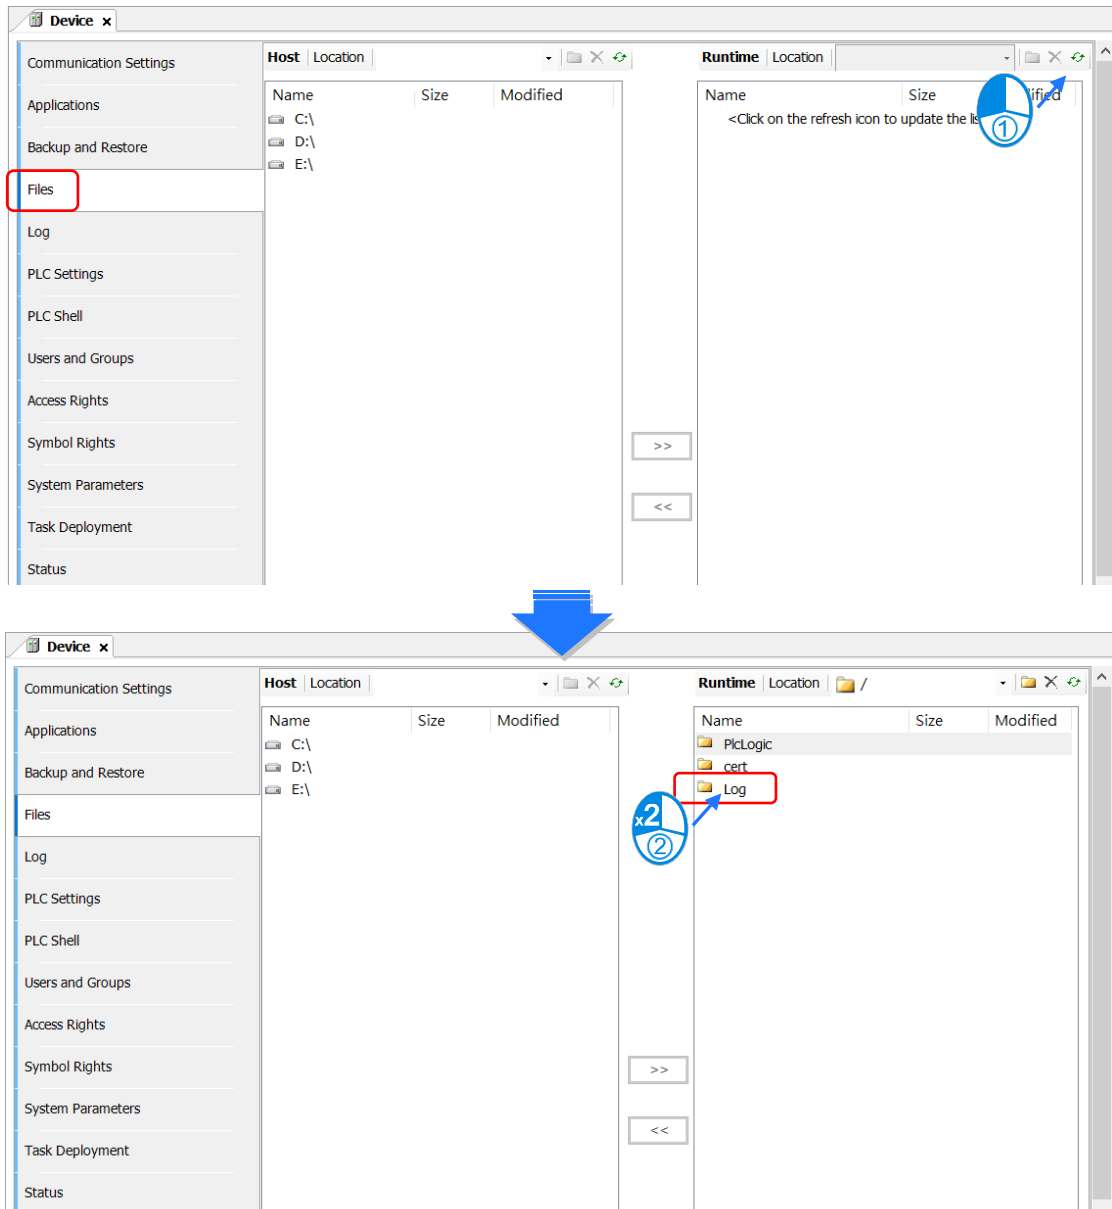 Device x
Communication Settings
Applications
Backup and Restore
Files
Log
PLC Settings
PLC Shell
Users and Groups
Access Rights
Symbol Rights
System Parameters
Task Deployment
Status
Host Location
Name Size Modified
C:\
D:\
E:\
>>
<<
Runtime Location
Name Size ified
<Click on the refresh icon to update the lis
1
Device x
Communication Settings
Applications
Backup and Restore
Files
Log
PLC Settings
PLC Shell
Users and Groups
Access Rights
Symbol Rights
System Parameters
Task Deployment
Status
Host Location
Name Size Modified
C:\
D:\
E:\
>>
<<
Runtime Location /
Name Size Modified
PlcLogic
cert
Log
x2
2